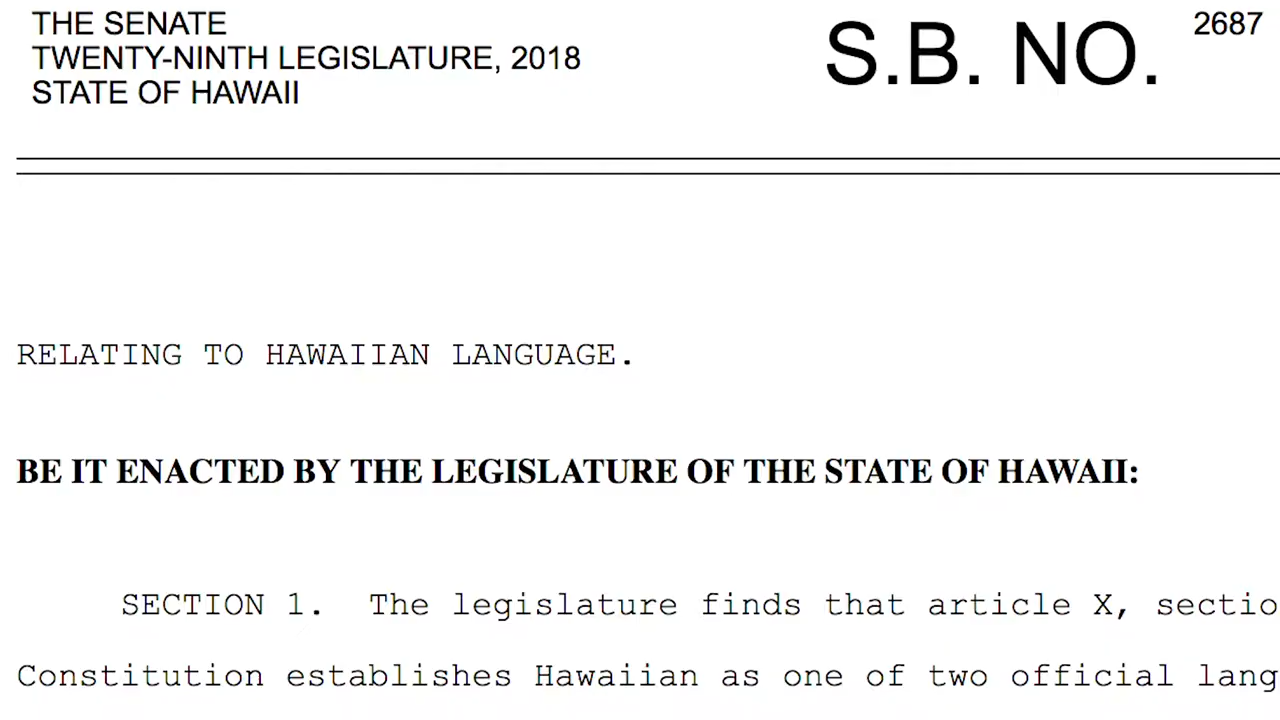 THE SENATE
TWENTY-NINTH LEGISLATURE, 2018
STATE OF HAWAII
S.B. NO.
2687
RELATING TO HAWAIIAN LANGUAGE.
BE IT ENACTED BY THE LEGISLATURE OF THE STATE OF HAWAII:
SECTION 1. The legislature finds that article X, sectio
Constitution establishes Hawaiian as one of two official lang